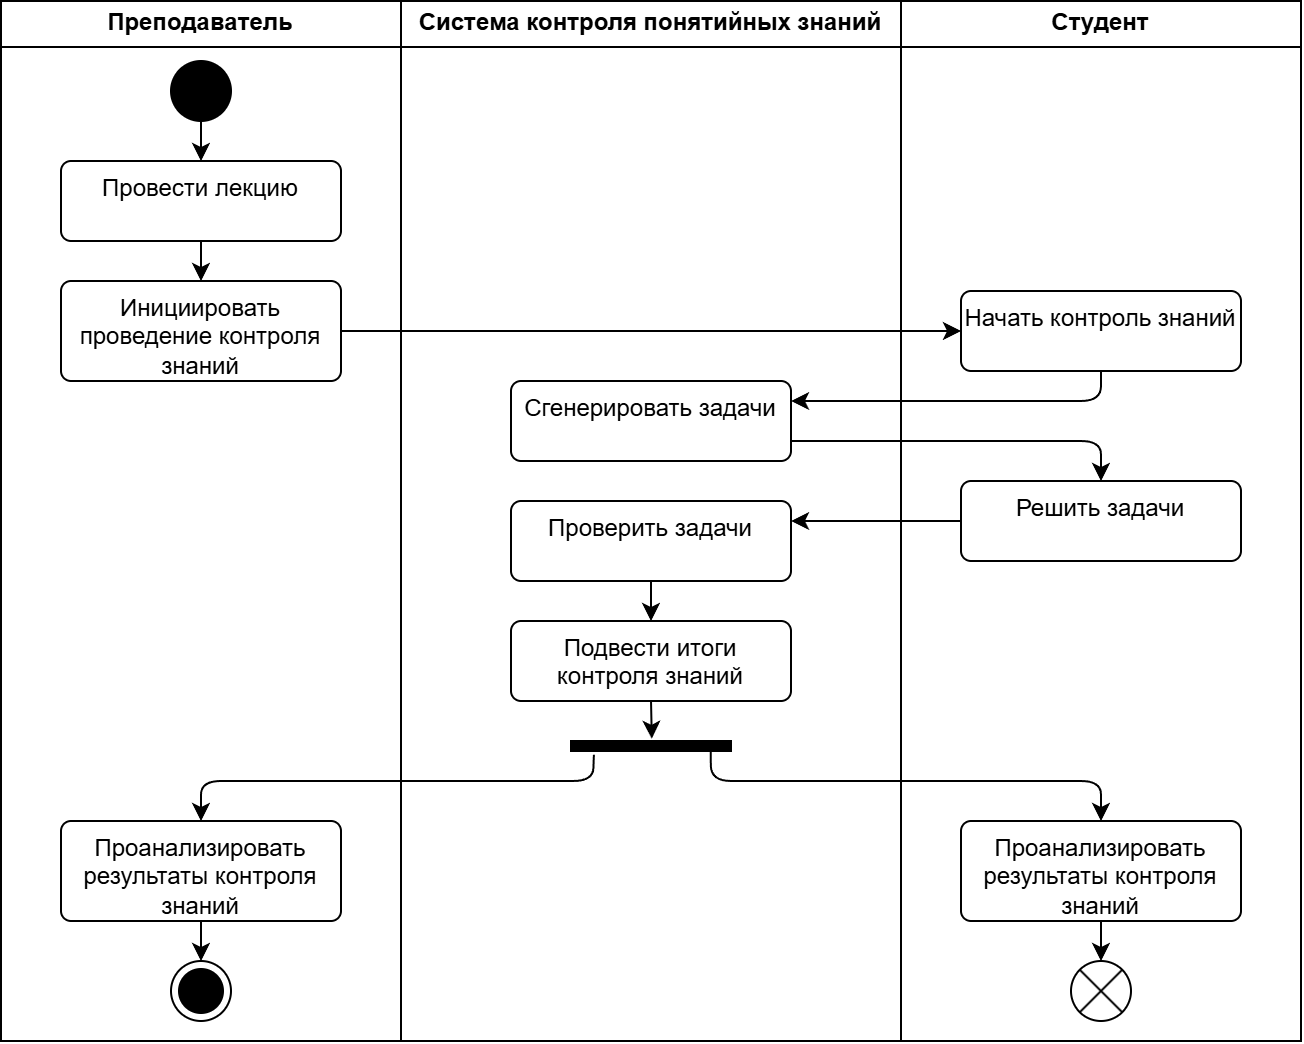 Преподаватель
Система контроля понятийных знаний
Студент
Провести лекцию
Инициировать
проведение контроля
знаний
Начать контроль знаний
Сгенерировать задачи
Решить задачи
Проверить задачи
Подвести итоги
контроля знаний
Проанализировать
результаты контроля
знаний
Проанализировать
результаты контроля
знаний